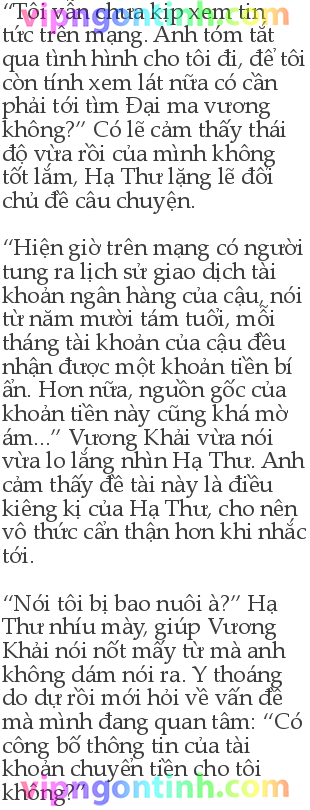 “Tôi vẫn chưa kịp xem tin
tức trên mạng. Anh tóm tắt
qua tình hình cho tôi đi, để tôi
còn tính xem lát nữa có cần
phải tới tìm Đại ma vương
không?” Có lẽ cảm thấy thái
độ vừa rồi của mình không
tốt lắm, Hạ Thư lặng lẽ đổi
chủ đề câu chuyện.
“Hiện giờ trên mạng có người
tung ra lịch sử giao dịch tài
khoản ngân hàng của cậu, nói
từ năm mười tám tuổi, mỗi
tháng tài khoản của cậu đều
nhận được một khoản tiền bí
ẩn. Hơn nữa, nguồn gốc của
khoản tiền này cũng khá mờ
ám...” Vương Khải vừa nói
vừa lo lắng nhìn Hạ Thư. Anh
cảm thấy đề tài này là điều
kiêng kị của Hạ Thư, cho nên
vô thức cẩn thận hơn khi nhắc
tới.
“Nói tôi bị bao nuôi à?” Hạ
Thư nhíu mày, giúp Vương
Khải nói nốt mấy từ mà anh
không dám nói ra. Y thoáng
do dự rồi mới hỏi về vấn đề
mà mình đang quan tâm: “Có
công bố thông tin của tài
khoản chuyển tiền cho tôi
không?”
vipngontinh.com
vipngontinh.com